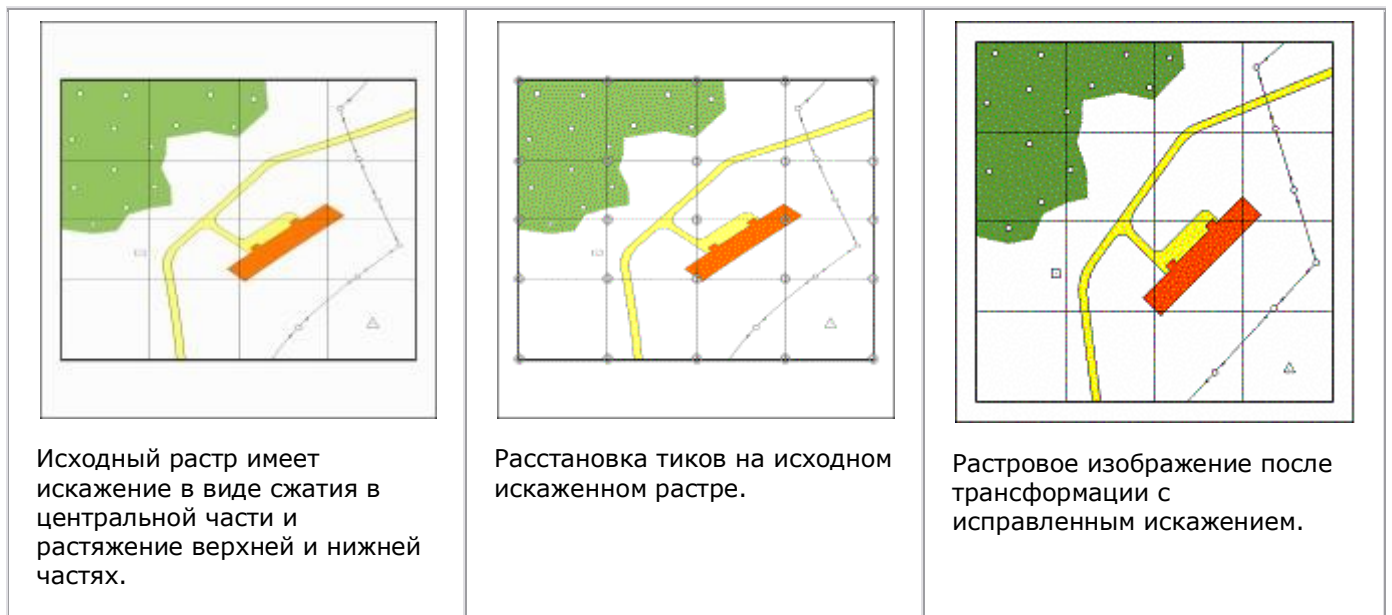 Исходный растр имеет
искажение в виде сжатия в
центральной части и
растяжение верхней и нижней
частях.
Расстановка тиков на исходном
искаженном растре.
Растровое изображение после
трансформации с
исправленным искажением.